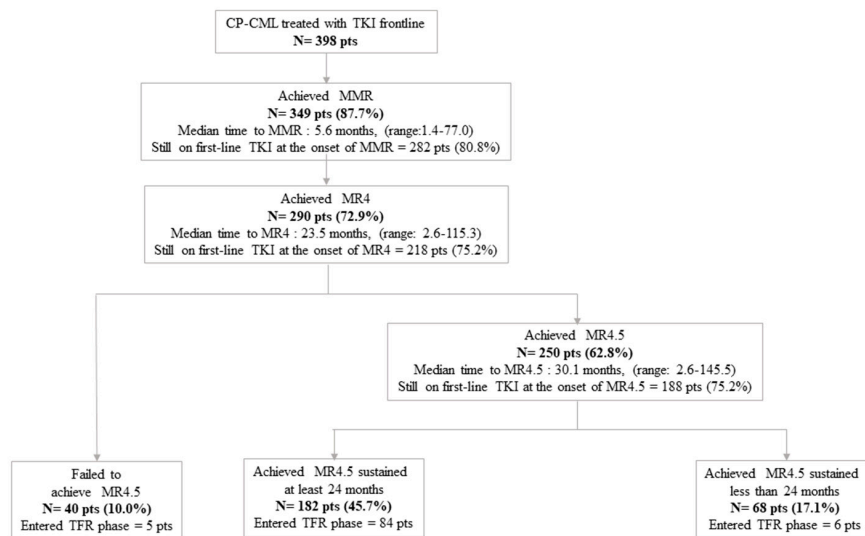 CP-CML treated with TKI frontline
N= 398 pts
Achieved MMR
N= 349 pts (87.7%)
Median time to MMR : 5.6 months, (range:1.4-77.0)
Still on first-line TKI at the onset of MMR = 282 pts (80.8%)
Achieved MR4
N= 290 pts (72.9%)
Median time to MR4 : 23.5 months, (range: 2.6-115.3)
Still on first-line TKI at the onset of MR4 = 218 pts (75.2%)
Achieved MR4.5
N= 250 pts (62.8%)
Median time to MR4.5 : 30.1 months, (range: 2.6-145.5)
Still on first-line TKI at the onset of MR4.5 = 188 pts (75.2%)
Failed to
achieve MR4.5
N= 40 pts (10.0%)
Entered TFR phase = 5 pts
Achieved MR4.5 sustained
at least 24 months
N= 182 pts (45.7%)
Entered TFR phase = 84 pts
Achieved MR4.5 sustained
less than 24 months
N= 68 pts (17.1%)
Entered TFR phase = 6 pts